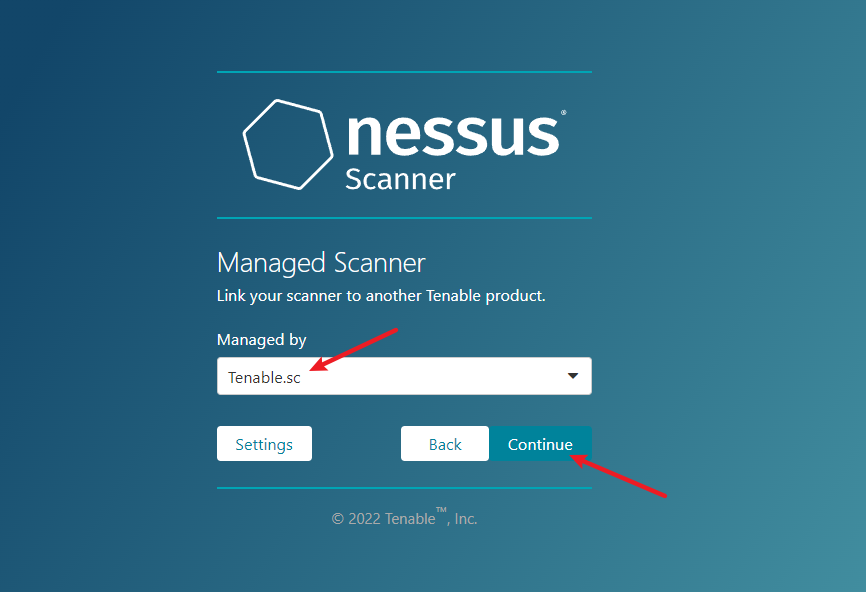 nessus®
Scanner
Managed Scanner
Link your scanner to another Tenable product.
Managed by
Tenable.sc
Settings
Back
Continue
© 2022 Tenable™, Inc.